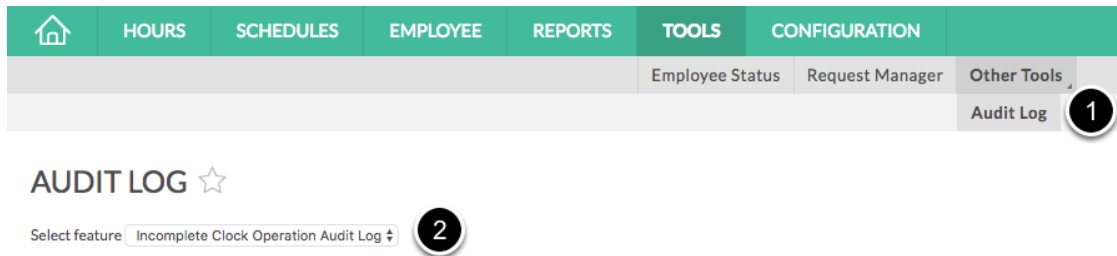 HOURS SCHEDULES EMPLOYEE REPORTS TOOLS CONFIGURATION
Employee Status Request Manager Other Tools
Audit Log 1
AUDIT LOG
Select feature Incomplete Clock Operation Audit Log 2